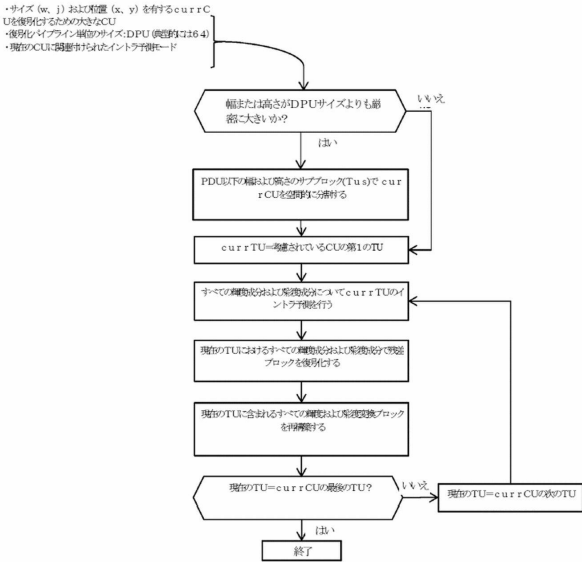 ・サイズ（w、j）および位置（x、y）を有するｃｕｒｒＣ
Uを復号化するための大きなCU
・復号化パイプライン単位のサイズ：DPU（典型的には６４）
・現在のCUに関連付けられたイントラ予測モード
幅または高さがＤＰＵサイズよりも厳
密に大きいか？
いいえ
はい
PDU以下の幅および高さのサブブロック(Tus)でｃｕｒ
ｒCUを空間的に分割する
ｃｕｒｒTU＝考慮されているCUの第１のTU
すべての輝度成分および彩度成分についてｃｕｒｒTUのイ
ントラ予測を行う
現在のTUにおけるすべての輝度成分および彩度成分で残差
ブロックを復号化する
現在のTUに含まれるすべての輝度および彩度変換ブロック
を再構築する
現在のTU＝ｃｕｒｒCUの最後のTU？
いいえ
現在のTU＝ｃｕｒｒCUの次のTU
はい
終了